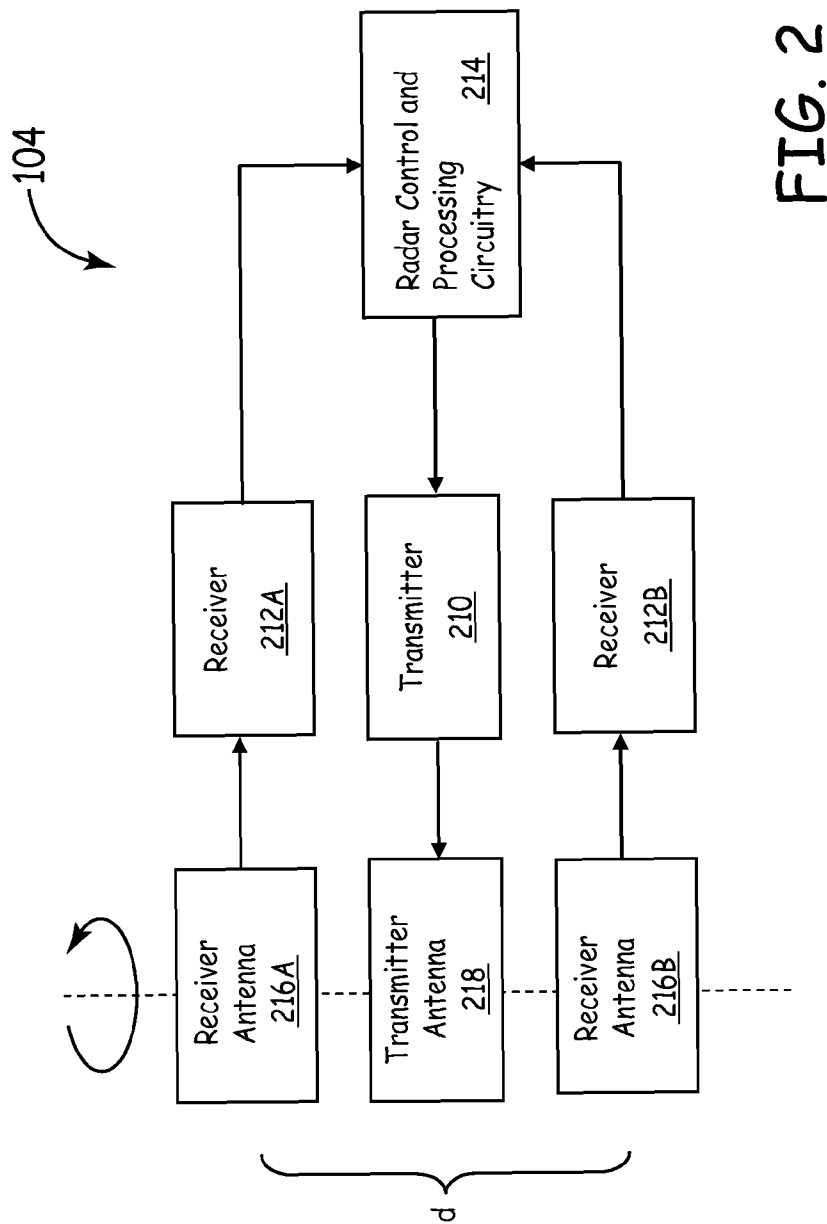 104
Receiver
Antenna
216A
Receiver
212A
Transmitter
Antenna
218
Transmitter
210
Radar Control and
Processing
Circuitry
214
Receiver
Antenna
216B
Receiver
212B
d
FIG. 2